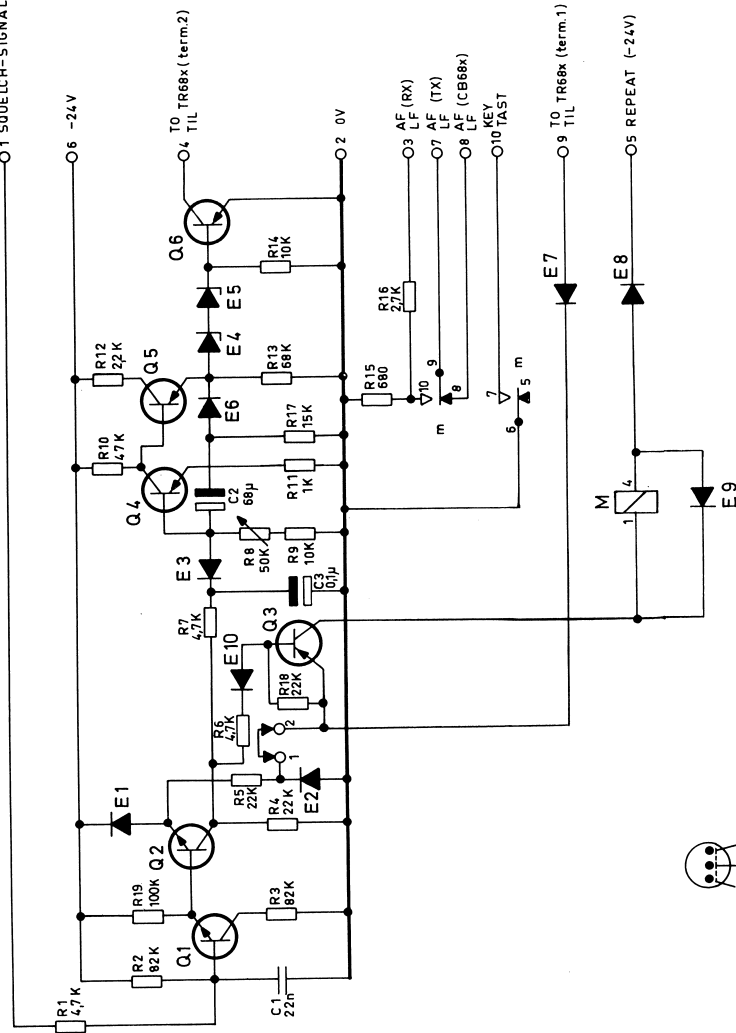 1 SQUELCH-SIGNAL
6 -24V
4 TO TR68x (term.2)
TIL
2 0V
3 AF (RX)
LF
7 AF (TX)
LF
8 AF (CB68x)
LF
10 KEY
TAST
9 TO TR68x (term.1)
TIL
5 REPEAT (-24V)
R12
2,2K
Q5
R10
47K
Q4
Q6
E5
E4
E6
R14
10K
R13
68K
R17
15K
R11
1K
C2
68µ
R8
50K
R9
10K
E3
C3
0,1µ
R7
4,7K
E10
Q3
R18
22K
R6
4,7K
2
1
R5
22K
E2
R4
22K
E1
Q2
R19
100K
Q1
R3
82K
R2
82K
C1
22n
R1
4,7K
R16
2,7K
R15
680
10
9
8
m
7
m
5
6
E7
E8
M
4
1
E9